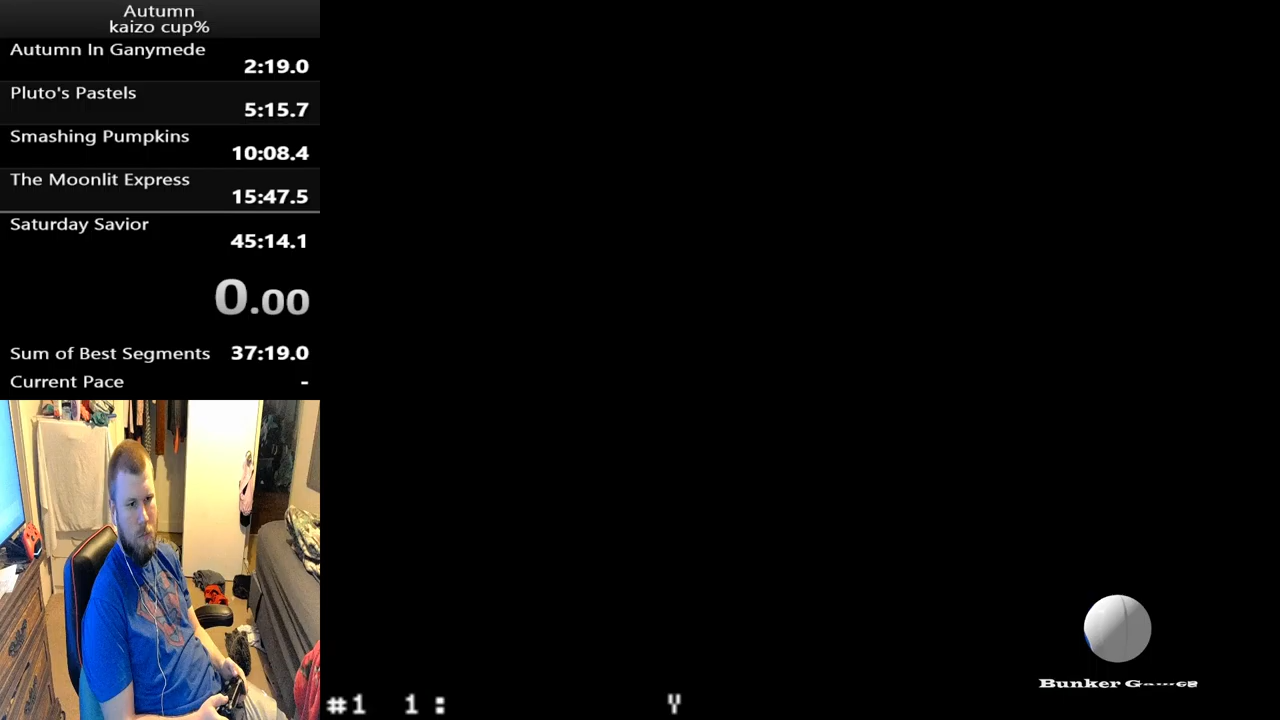 Autumn
kaizo cup%
Autumn In Ganymede
2:19.0
Pluto's Pastels
5:15.7
Smashing Pumpkins
10:08.4
The Moonlit Express
15:47.5
Saturday Savior
45:14.1
0.00
Sum of Best Segments 37:19.0
Current Pace -
Bunker Games
#1 1 : Y